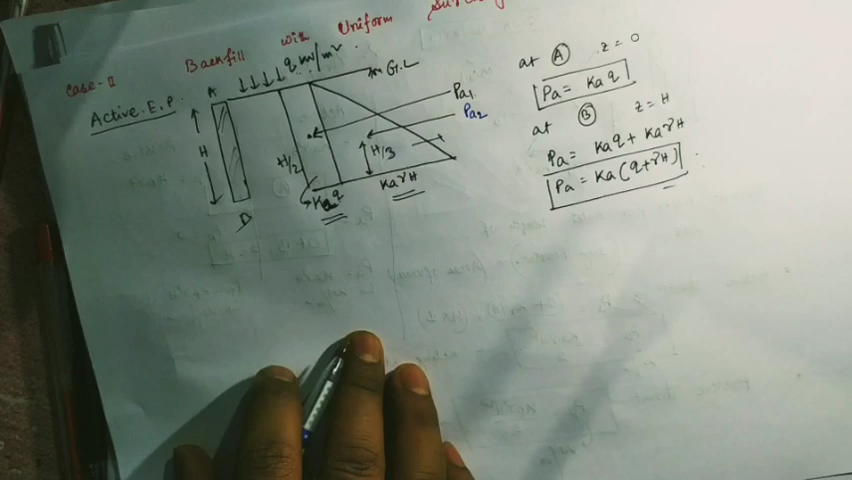 Case-II Backfill with Uniform
Active. E. P.
q kN/m²
A
G.L
H
H/2
H/3
Pa1
Pa2
B
Kaq
KaγH
at A z = 0
Pa = Kaq
at B z = H
Pa = Kaq + KaγH
Pa = Ka(q+γH)